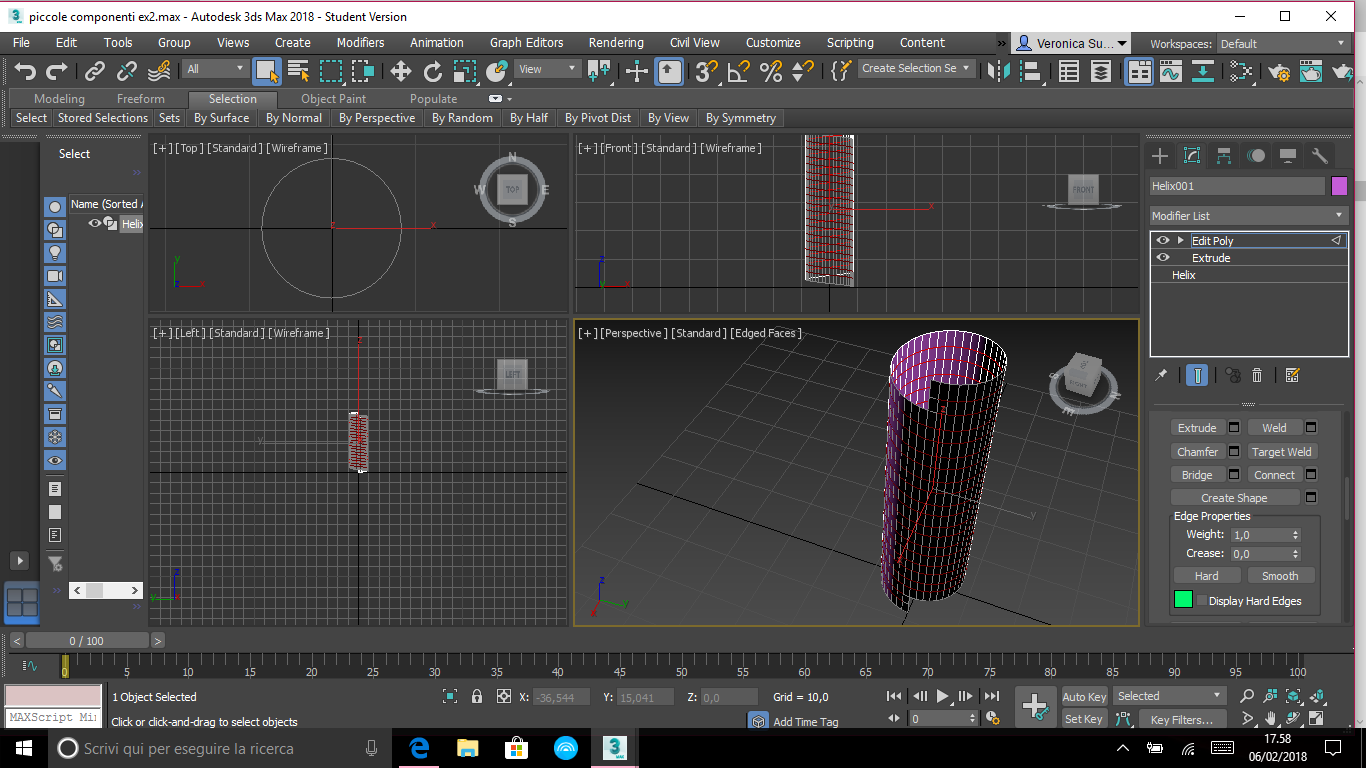 piccole componenti ex2.max - Autodesk 3ds Max 2018 - Student Version
File Edit Tools Group Views Create Modifiers Animation Graph Editors Rendering Civil View Customize Scripting Content » Veronica Su... Workspaces: Default
All View Create Selection Se
Modeling Freeform Selection Object Paint Populate
Select Stored Selections Sets By Surface By Normal By Perspective By Random By Half By Pivot Dist By View By Symmetry
Select
»
Name (Sorted A
Helix
[+] [Top] [Standard] [Wireframe]
N
W TOP E
S
x
y
[+] [Front] [Standard] [Wireframe]
FRONT
x
z
[+] [Left] [Standard] [Wireframe]
LEFT
z
y
[+] [Perspective] [Standard] [Edged Faces]
z
y
Helix001
Modifier List
Edit Poly
Extrude
Helix
Extrude Weld
Chamfer Target Weld
Bridge Connect
Create Shape
Edge Properties
Weight: 1,0
Crease: 0,0
Hard Smooth
Display Hard Edges
< 0 / 100 >
0 5 10 15 20 25 30 35 40 45 50 55 60 65 70 75 80 85 90 95 100
1 Object Selected X: -36,544 Y: 15,041 Z: 0,0 Grid = 10,0 Auto Key Selected
MAXScript Mi Click or click-and-drag to select objects Add Time Tag 0 Set Key Key Filters...
Scrivi qui per eseguire la ricerca
3
MAX
17.58
06/02/2018